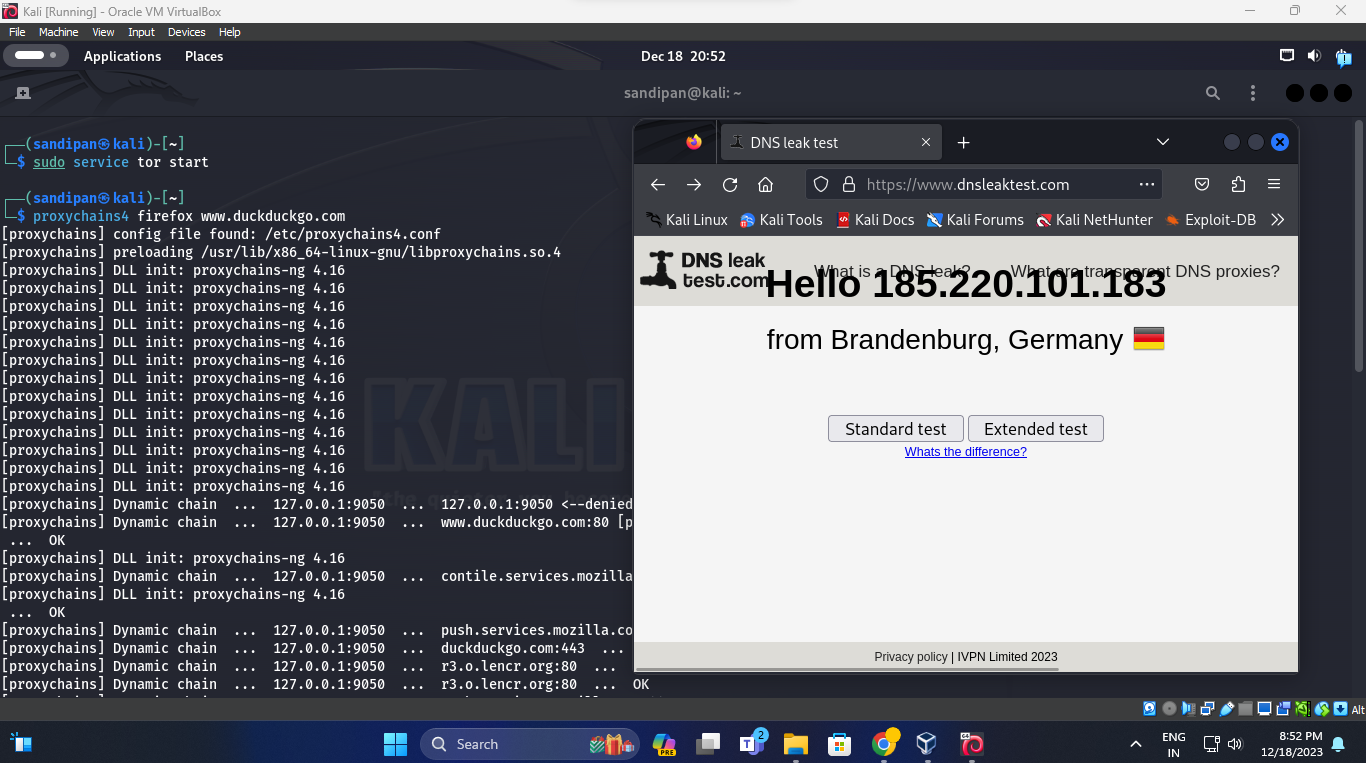 Kali [Running] - Oracle VM VirtualBox
File Machine View Input Devices Help
Applications Places Dec 18 20:52
sandipan@kali: ~
┌──(sandipan㉿kali)-[~]
└─$ sudo service tor start
┌──(sandipan㉿kali)-[~]
└─$ proxychains4 firefox www.duckduckgo.com
[proxychains] config file found: /etc/proxychains4.conf
[proxychains] preloading /usr/lib/x86_64-linux-gnu/libproxychains.so.4
[proxychains] DLL init: proxychains-ng 4.16
[proxychains] DLL init: proxychains-ng 4.16
[proxychains] DLL init: proxychains-ng 4.16
[proxychains] DLL init: proxychains-ng 4.16
[proxychains] DLL init: proxychains-ng 4.16
[proxychains] DLL init: proxychains-ng 4.16
[proxychains] DLL init: proxychains-ng 4.16
[proxychains] DLL init: proxychains-ng 4.16
[proxychains] DLL init: proxychains-ng 4.16
[proxychains] DLL init: proxychains-ng 4.16
[proxychains] DLL init: proxychains-ng 4.16
[proxychains] DLL init: proxychains-ng 4.16
[proxychains] DLL init: proxychains-ng 4.16
[proxychains] Dynamic chain ... 127.0.0.1:9050 ... 127.0.0.1:9050 <--denied
[proxychains] Dynamic chain ... 127.0.0.1:9050 ... www.duckduckgo.com:80 [p
... OK
[proxychains] DLL init: proxychains-ng 4.16
[proxychains] Dynamic chain ... 127.0.0.1:9050 ... contile.services.mozilla
[proxychains] DLL init: proxychains-ng 4.16
... OK
[proxychains] Dynamic chain ... 127.0.0.1:9050 ... push.services.mozilla.co
[proxychains] Dynamic chain ... 127.0.0.1:9050 ... duckduckgo.com:443 ...
[proxychains] Dynamic chain ... 127.0.0.1:9050 ... r3.o.lencr.org:80 ...
[proxychains] Dynamic chain ... 127.0.0.1:9050 ... r3.o.lencr.org:80 ... OK
KALI
DNS leak test
https://www.dnsleaktest.com
Kali Linux Kali Tools Kali Docs Kali Forums Kali NetHunter Exploit-DB
DNS leak
test.com
What is a DNS leak? What are transparent DNS proxies?
Hello 185.220.101.183
from Brandenburg, Germany
Standard test Extended test
Whats the difference?
Privacy policy | IVPN Limited 2023
Alt
Search
PRE
2
ENG
IN
8:52 PM
12/18/2023